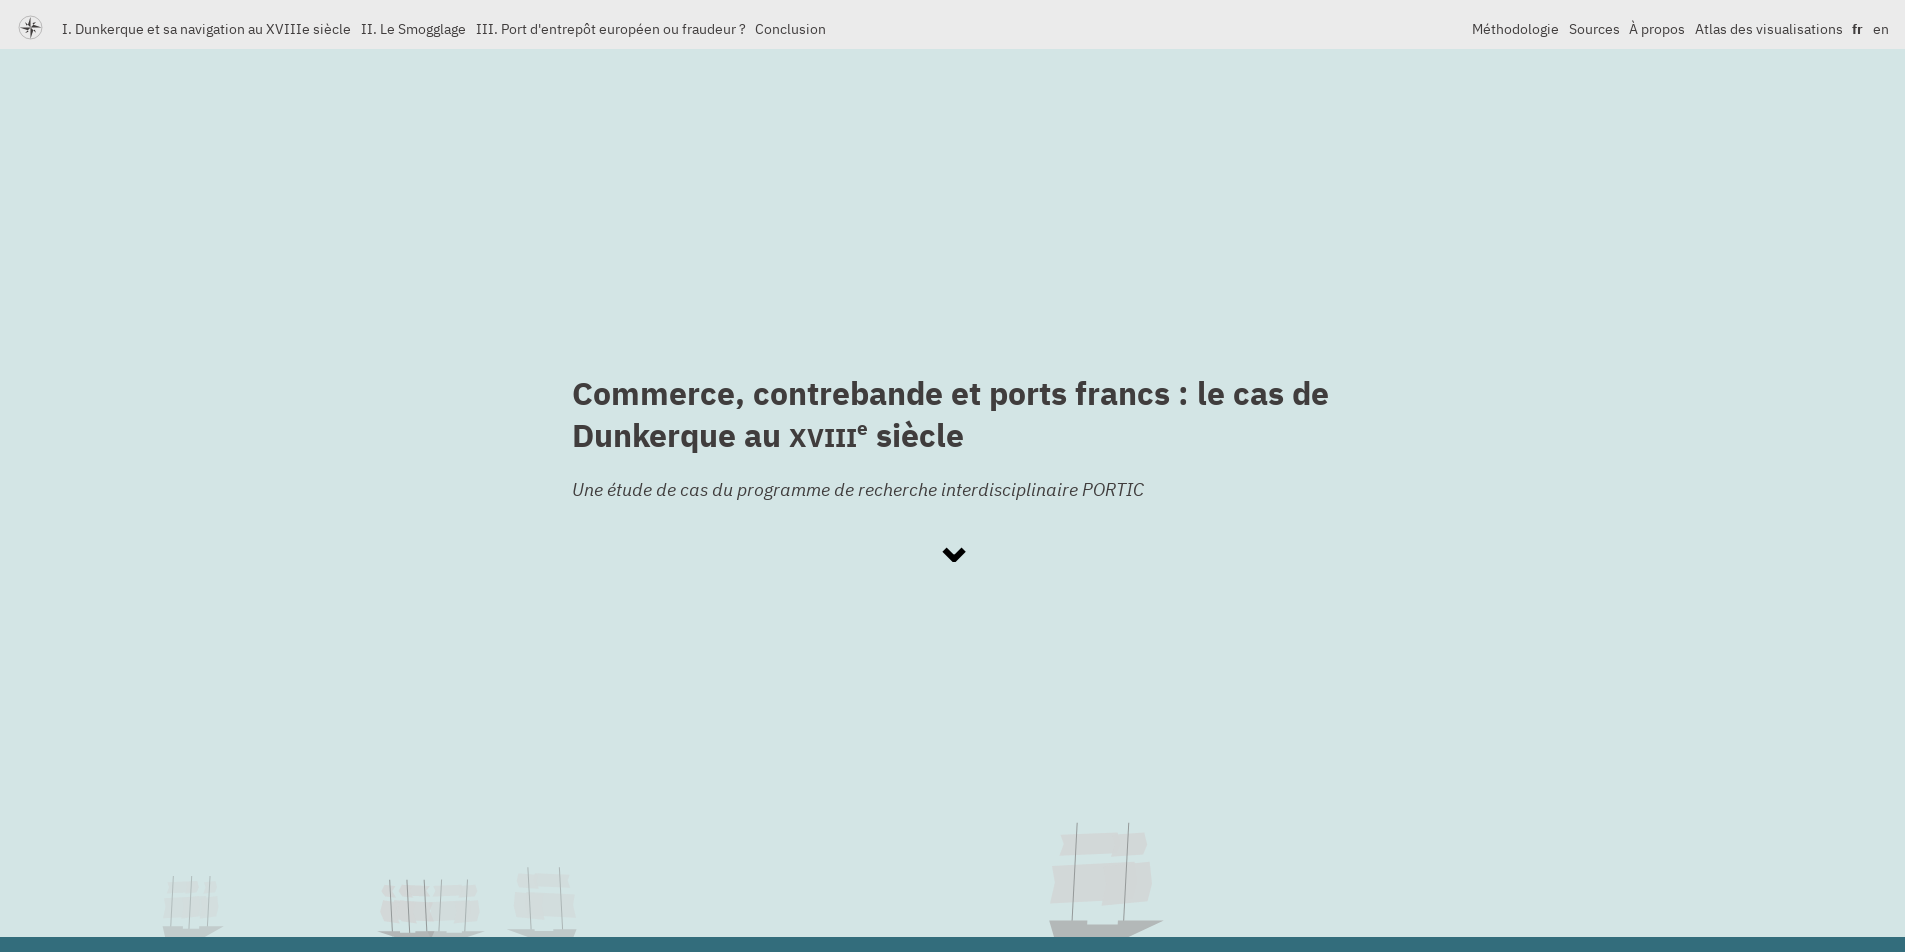 I. Dunkerque et sa navigation au XVIIIe siècle II. Le Smogglage III. Port d'entrepôt européen ou fraudeur ? Conclusion Méthodologie Sources À propos Atlas des visualisations fr en
Commerce, contrebande et ports francs : le cas de
Dunkerque au XVIIIe siècle
Une étude de cas du programme de recherche interdisciplinaire PORTIC